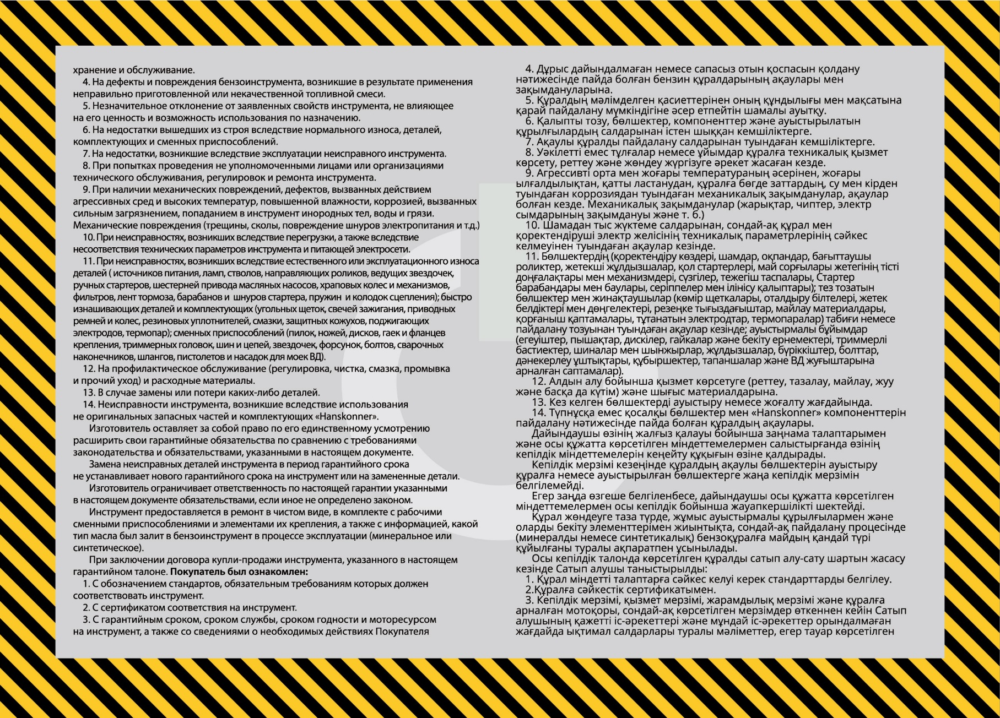 хранение и обслуживание.
4. На дефекты и повреждения бензоинструмента, возникшие в результате применения
неправильно приготовленной или некачественной топливной смеси.
5. Незначительное отклонение от заявленных свойств инструмента, не влияющее
на его ценность и возможность использования по назначению.
6. На недостатки вышедших из строя вследствие нормального износа, деталей,
комплектующих и сменных приспособлений.
7. На недостатки, возникшие вследствие эксплуатации неисправного инструмента.
8. При попытках проведения не уполномоченными лицами или организациями
технического обслуживания, регулировок и ремонта инструмента.
9. При наличии механических повреждений, дефектов, вызванных действием
агрессивных сред и высоких температур, повышенной влажности, коррозией, вызванных
сильным загрязнением, попаданием в инструмент инородных тел, воды и грязи.
Механические повреждения (трещины, сколы, повреждение шнуров электропитания и т.д.)
10. При неисправностях, возникших вследствие перегрузки, а также вследствие
несоответствия технических параметров инструмента и питающей электросети.
11. При неисправностях, возникших вследствие естественного или эксплуатационного износа
деталей ( источников питания, ламп, стволов, направляющих роликов, ведущих звездочек,
ручных стартеров, шестерней привода масляных насосов, храповых колес и механизмов,
фильтров, лент тормоза, барабанов и шнуров стартера, пружин и колодок сцепления); быстро
изнашивающих деталей и комплектующих (угольных щеток, свечей зажигания, приводных
ремней и колес, резиновых уплотнителей, смазки, защитных кожухов, поджигающих
электродов, термопар); сменных приспособлений (пилок, ножей, дисков, гаек и фланцев
крепления, триммерных головок, шин и цепей, звездочек, форсунок, болтов, сварочных
наконечников, шлангов, пистолетов и насадок для моек ВД).
12. На профилактическое обслуживание (регулировка, чистка, смазка, промывка
и прочий уход) и расходные материалы.
13. В случае замены или потери каких-либо деталей.
14. Неисности инструмента, возникшие вследствие использования
не оригинальных запасных частей и комплектующих «Hanskonner».
Изготовитель оставляет за собой право по его единственному усмотрению
расширить свои гарантийные обязательства по сравнению с требованиями
законодательства и обязательствами, указанными в настоящем документе.
Замена неисправных деталей инструмента в период гарантийного срока
не устанавливает нового гарантийного срока на инструмент или на замененные детали.
Изготовитель ограничивает ответственность по настоящей гарантии указанными
в настоящем документе обязательствами, если иное не определено законом.
Инструмент предоставляется в ремонт в чистом виде, в комплекте с рабочими
сменными приспособлениями и элементами их крепления, а также с информацией, какой
тип масла был залит в бензоинструмент в процессе эксплуатации (минеральное или
синтетическое).
При заключении договора купли-продажи инструмента, указанного в настоящем
гарантийном талоне. Покупатель был ознакомлен:
1. С обозначением стандартов, обязательным требованиям которых должен
соответствовать инструмент.
2. С сертификатом соответствия на инструмент.
3. С гарантийным сроком, сроком службы, сроком годности и моторесурсом
на инструмент, а также со сведениями о необходимых действиях Покупателя
4. Дұрыс дайындалмаған немесе сапасыз отын қоспасын қолдану
нәтижесінде пайда болған бензин құралдарының ақаулары мен
зақымдануларына.
5. Құралдың мәлімделген қасиеттерінен оның құндылығы мен мақсатына
қарай пайдалану мүмкіндігіне әсер етпейтін шамалы ауытқу.
6. Қалыпты тозу, бөлшектер, компоненттер және ауыстырылатын
құрылғылардың салдарынан істен шыққан кемшіліктерге.
7. Ақаулы құралды пайдалану салдарынан туындаған кемшіліктерге.
8. Уәкілетті емес тұлғалар немесе ұйымдар құралға техникалық қызмет
көрсету, реттеу және жөндеу жүргізуге әрекет жасаған кезде.
9. Агрессивті орта мен жоғары температураның әсерінен, жоғары
ылғалдылықтан, қатты ластанудан, құралға бөгде заттардың, су мен кірден
туындаған коррозиядан туындаған механикалық зақымданулар, ақаулар
болған кезде. Механикалық зақымданулар (жарықтар, чиптер, электр
сымдарының зақымдануы және т. б.)
10. Шамадан тыс жүктеме салдарынан, сондай-ақ құрал мен
қоректендіруші электр желісінің техникалық параметрлерінің сәйкес
келмеуінен туындаған ақаулар кезінде.
11. Бөлшектердің (қоректендіру көздері, шамдар, оқпандар, бағыттаушы
роликтер, жетекші жұлдызшалар, қол стартерлері, май сорғылары жетегінің тісті
доңғалақтары мен механизмдері, сүзгілер, тежегіш таспалары, Стартер
барабандары мен баулары, серіппелер мен ілінісу қалыптары); тез тозатын
бөлшектер мен жинақтаушылар (көмір щеткалары, оталдыру білтелері, жетек
белдіктері мен дөңгелектері, резеңке тығыздағыштар, майлау материалдары,
қорғаныш қаптамалары, тұтанатын электродтар, термопаралар) табиғи немесе
пайдалану тозуынан туындаған ақаулар кезінде; ауыстырмалы бұйымдар
(егеуіштер, пышақтар, дискілер, гайкалар және бекіту ернемектері, триммерлі
бастиектер, шиналар мен шынжырлар, жұлдызшалар, бүріккіштер, болттар,
дәнекерлеу ұштықтары, құбыршектер, тапаншалар және ВД жуғыштарына
арналған саптамалар).
12. Алдын алу бойынша қызмет көрсетуге (реттеу, тазалау, майлау, жуу
және басқа да күтім) және шығыс материалдарына.
13. Кез келген бөлшектерді ауыстыру немесе жоғалту жағдайында.
14. Түпнұсқа емес қосалқы бөлшектер мен «Hanskonner» компоненттерін
пайдалану нәтижесінде пайда болған құралдың ақаулары.
Дайындаушы өзінің жалғыз қалауы бойынша заңнама талаптарымен
және осы құжатта көрсетілген міндеттемелермен салыстырғанда өзінің
кепілдік міндеттемелерін кеңейту құқығын өзіне қалдырады.
Кепілдік мерзімі кезеңінде құралдың ақаулы бөлшектерін ауыстыру
құралға немесе ауыстырылған бөлшектерге жаңа кепілдік мерзімін
белгілемейді.
Егер заңда өзгеше белгіленбесе, дайындаушы осы құжатта көрсетілген
міндеттемелермен осы кепілдік бойынша жауапкершілікті шектейді.
Құрал жөндеуге таза түрде, жұмыс ауыстырмалы құрылғылармен және
оларды бекіту элементтерімен жиынтықта, сондай-ақ пайдалану процесінде
(минералды немесе синтетикалық) бензоқұралға майдың қандай түрі
құйылғаны туралы ақпаратпен ұсынылады.
Осы кепілдік талонда көрсетілген құралды сатып алу-сату шартын жасасу
кезінде Сатып алушы таныстырылды:
1. Құрал міндетті талаптарға сәйкес келуі керек стандарттарды белгілеу.
2.Құралға сәйкестік сертификатымен.
3. Кепілдік мерзімі, қызмет мерзімі, жарамдылық мерзімі және құралға
арналған мотоқоры, сондай-ақ көрсетілген мерзімдер өткеннен кейін Сатып
алушының қажетті іс-әрекеттері және мұндай іс-әрекеттер орындалмаған
жағдайда ықтимал салдарлары туралы мәліметтер, егер тауар көрсетілген